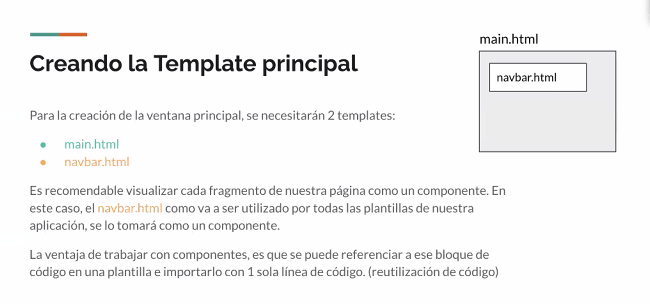 main.html
Creando la Template principal
navbar.html
Para la creación de la ventana principal, se necesitarán 2 templates:
● main.html
● navbar.html
Es recomendable visualizar cada fragmento de nuestra página como un componente. En
este caso, el navbar.html como va a ser utilizado por todas las plantillas de nuestra
aplicación, se lo tomará como un componente.
La ventaja de trabajar con componentes, es que se puede referenciar a ese bloque de
código en una plantilla e importarlo con 1 sola línea de código. (reutilización de código)